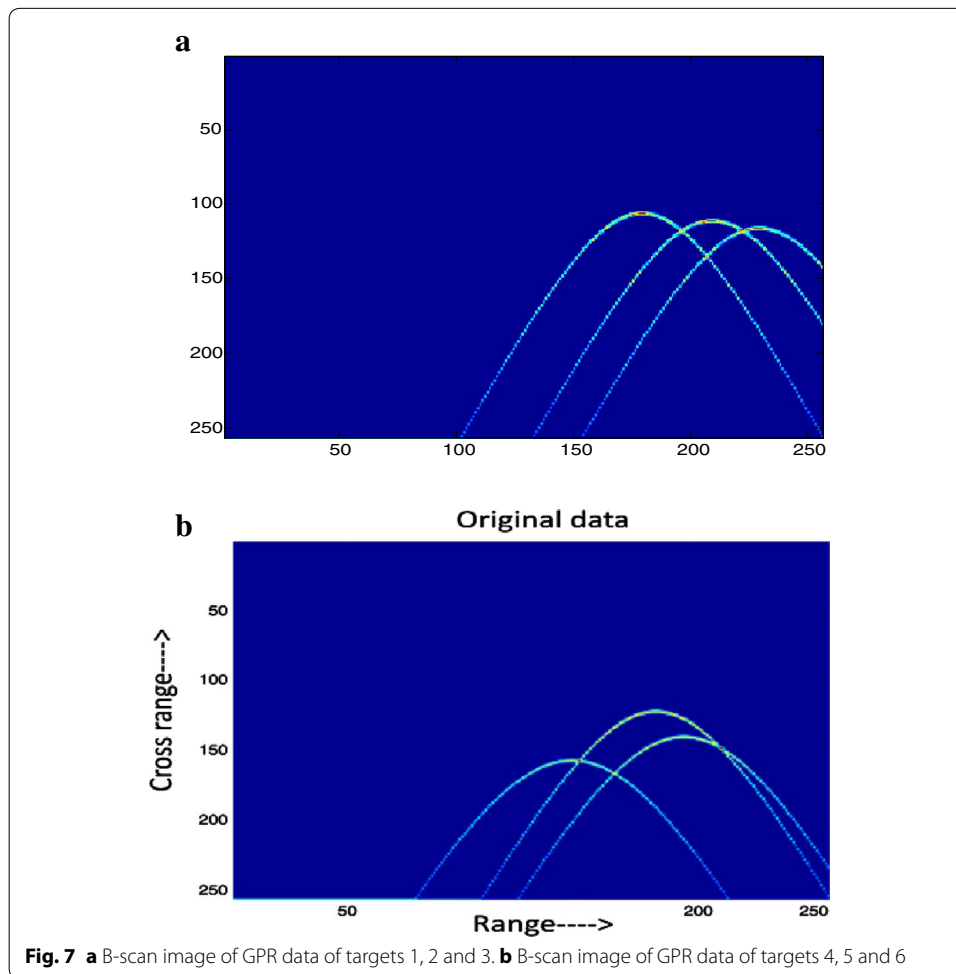 a
50
100
150
200
250
50 100 150 200 250
b
Original data
Cross range---->
50
100
150
200
250
50 200 250
Range---->
Fig. 7 a B-scan image of GPR data of targets 1, 2 and 3. b B-scan image of GPR data of targets 4, 5 and 6